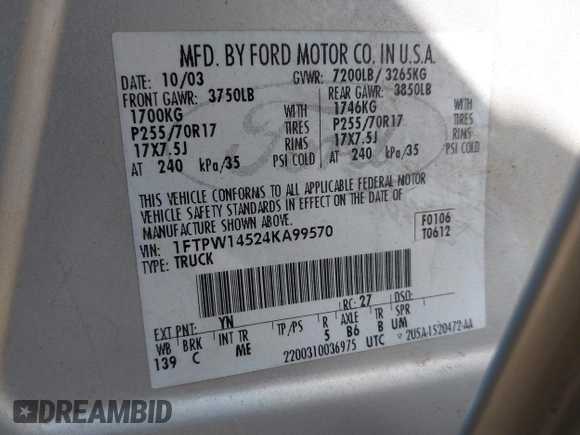 MFD. BY FORD MOTOR CO. IN U.S.A.
DATE: 10/03 GVWR: 7200LB/3265KG
FRONT GAWR: 3750LB REAR GAWR: 3850LB
1700KG WITH 1746KG WITH
P255/70R17 TIRES P255/70R17 TIRES
17X7.5J RIMS 17X7.5J RIMS
AT 240 kPa/35 PSI COLD AT 240 kPa/35 PSI COLD
THIS VEHICLE CONFORMS TO ALL APPLICABLE FEDERAL MOTOR
VEHICLE SAFETY STANDARDS IN EFFECT ON THE DATE OF
MANUFACTURE SHOWN ABOVE.
VIN: 1FTPW14524KA99570 F0106
TYPE: TRUCK T0612
Ford
EXT PNT: YN RC: 27 DSO:
WB BRK INT TR TP/PS R AXLE TR SPR
139 C ME 5 B6 B UM
2200310036975 UTC 2U5A-1520472-AA
DREAMBID